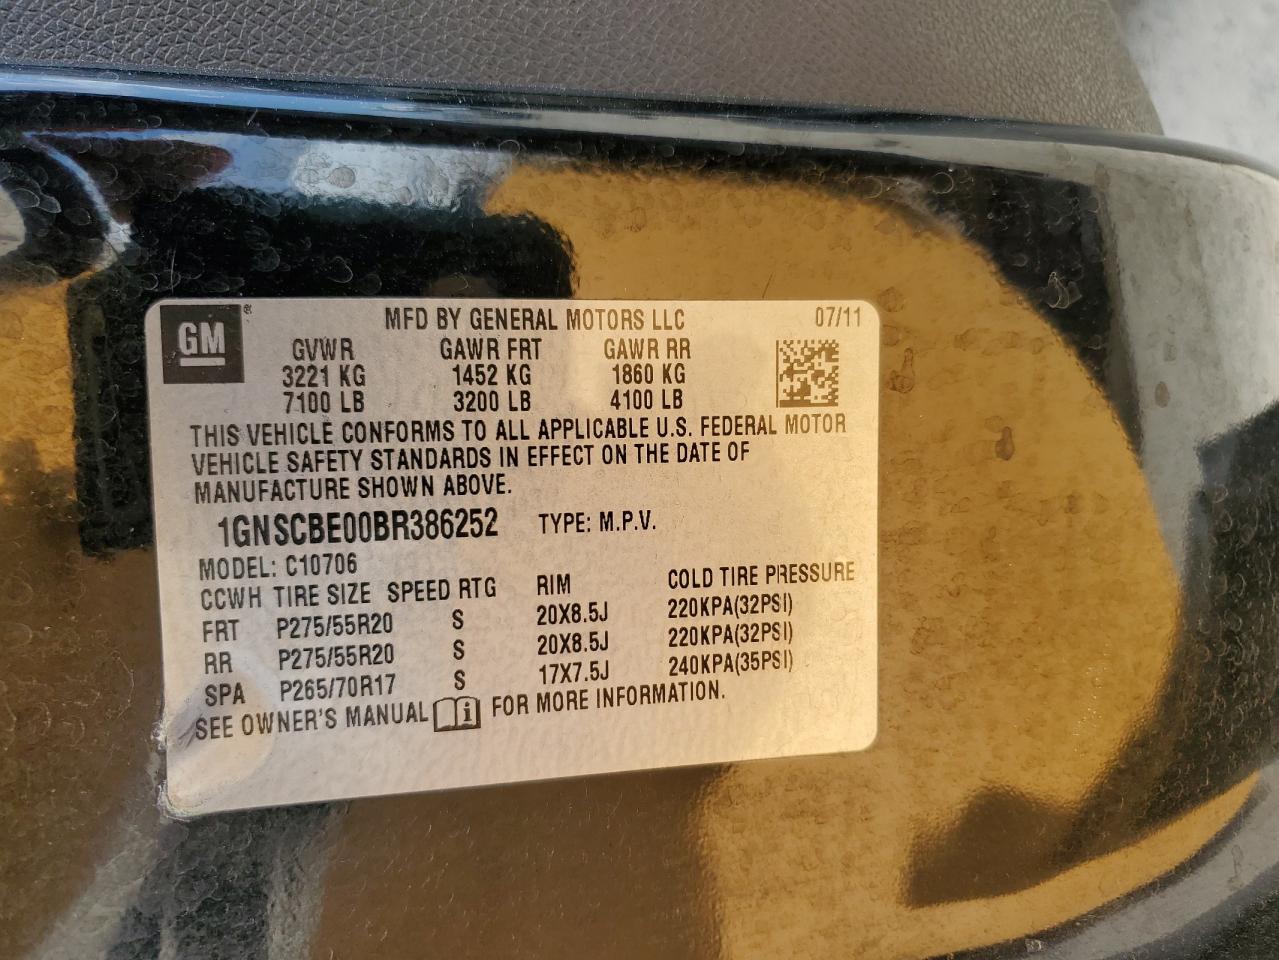 GM ®
MFD BY GENERAL MOTORS LLC 07/11
GVWR GAWR FRT GAWR RR
3221 KG 1452 KG 1860 KG
7100 LB 3200 LB 4100 LB
THIS VEHICLE CONFORMS TO ALL APPLICABLE U.S. FEDERAL MOTOR
VEHICLE SAFETY STANDARDS IN EFFECT ON THE DATE OF
MANUFACTURE SHOWN ABOVE.
1GNSCBE00BR386252 TYPE: M.P.V.
MODEL: C10706
CCWH TIRE SIZE SPEED RTG RIM COLD TIRE PRESSURE
FRT P275/55R20 S 20X8.5J 220KPA(32PSI)
RR P275/55R20 S 20X8.5J 220KPA(32PSI)
SPA P265/70R17 S 17X7.5J 240KPA(35PSI)
SEE OWNER'S MANUAL i FOR MORE INFORMATION.